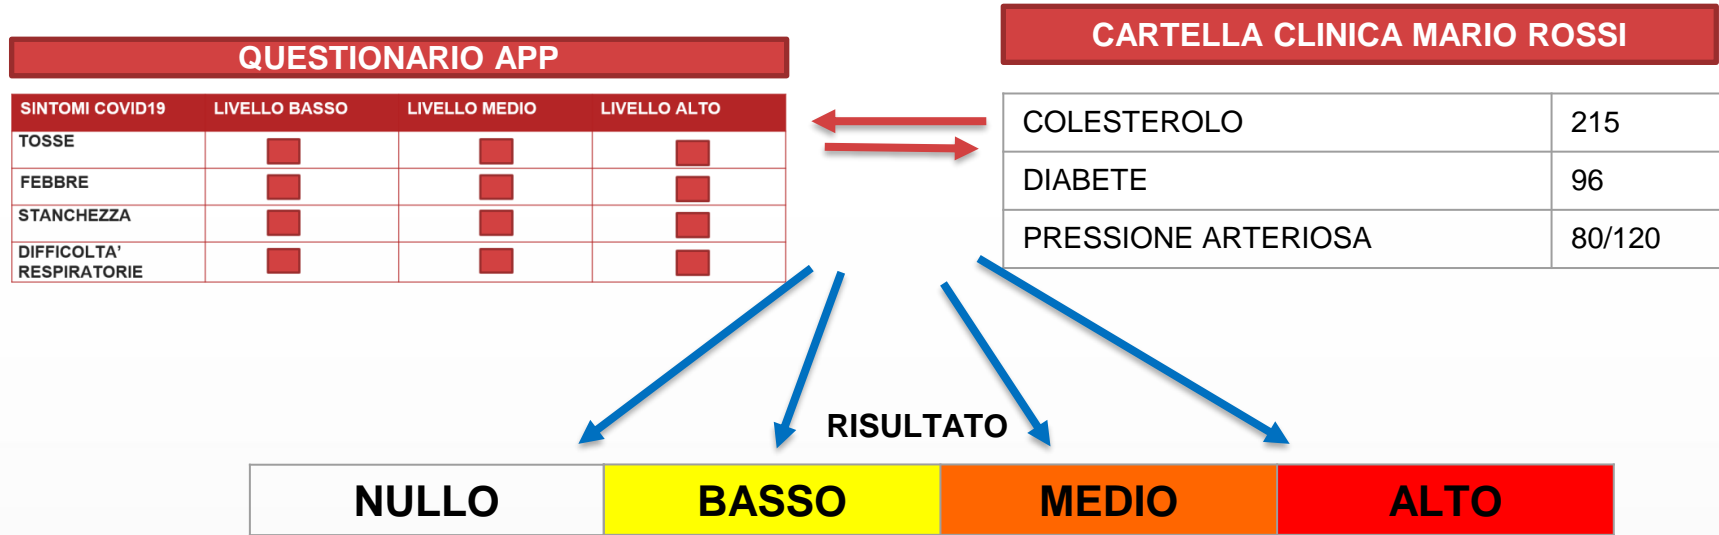 QUESTIONARIO APP
SINTOMI COVID19 LIVELLO BASSO LIVELLO MEDIO LIVELLO ALTO
TOSSE
FEBBRE
STANCHEZZA
DIFFICOLTA'
RESPIRATORIE
CARTELLA CLINICA MARIO ROSSI
COLESTEROLO 215
DIABETE 96
PRESSIONE ARTERIOSA 80/120
RISULTATO
NULLO BASSO MEDIO ALTO